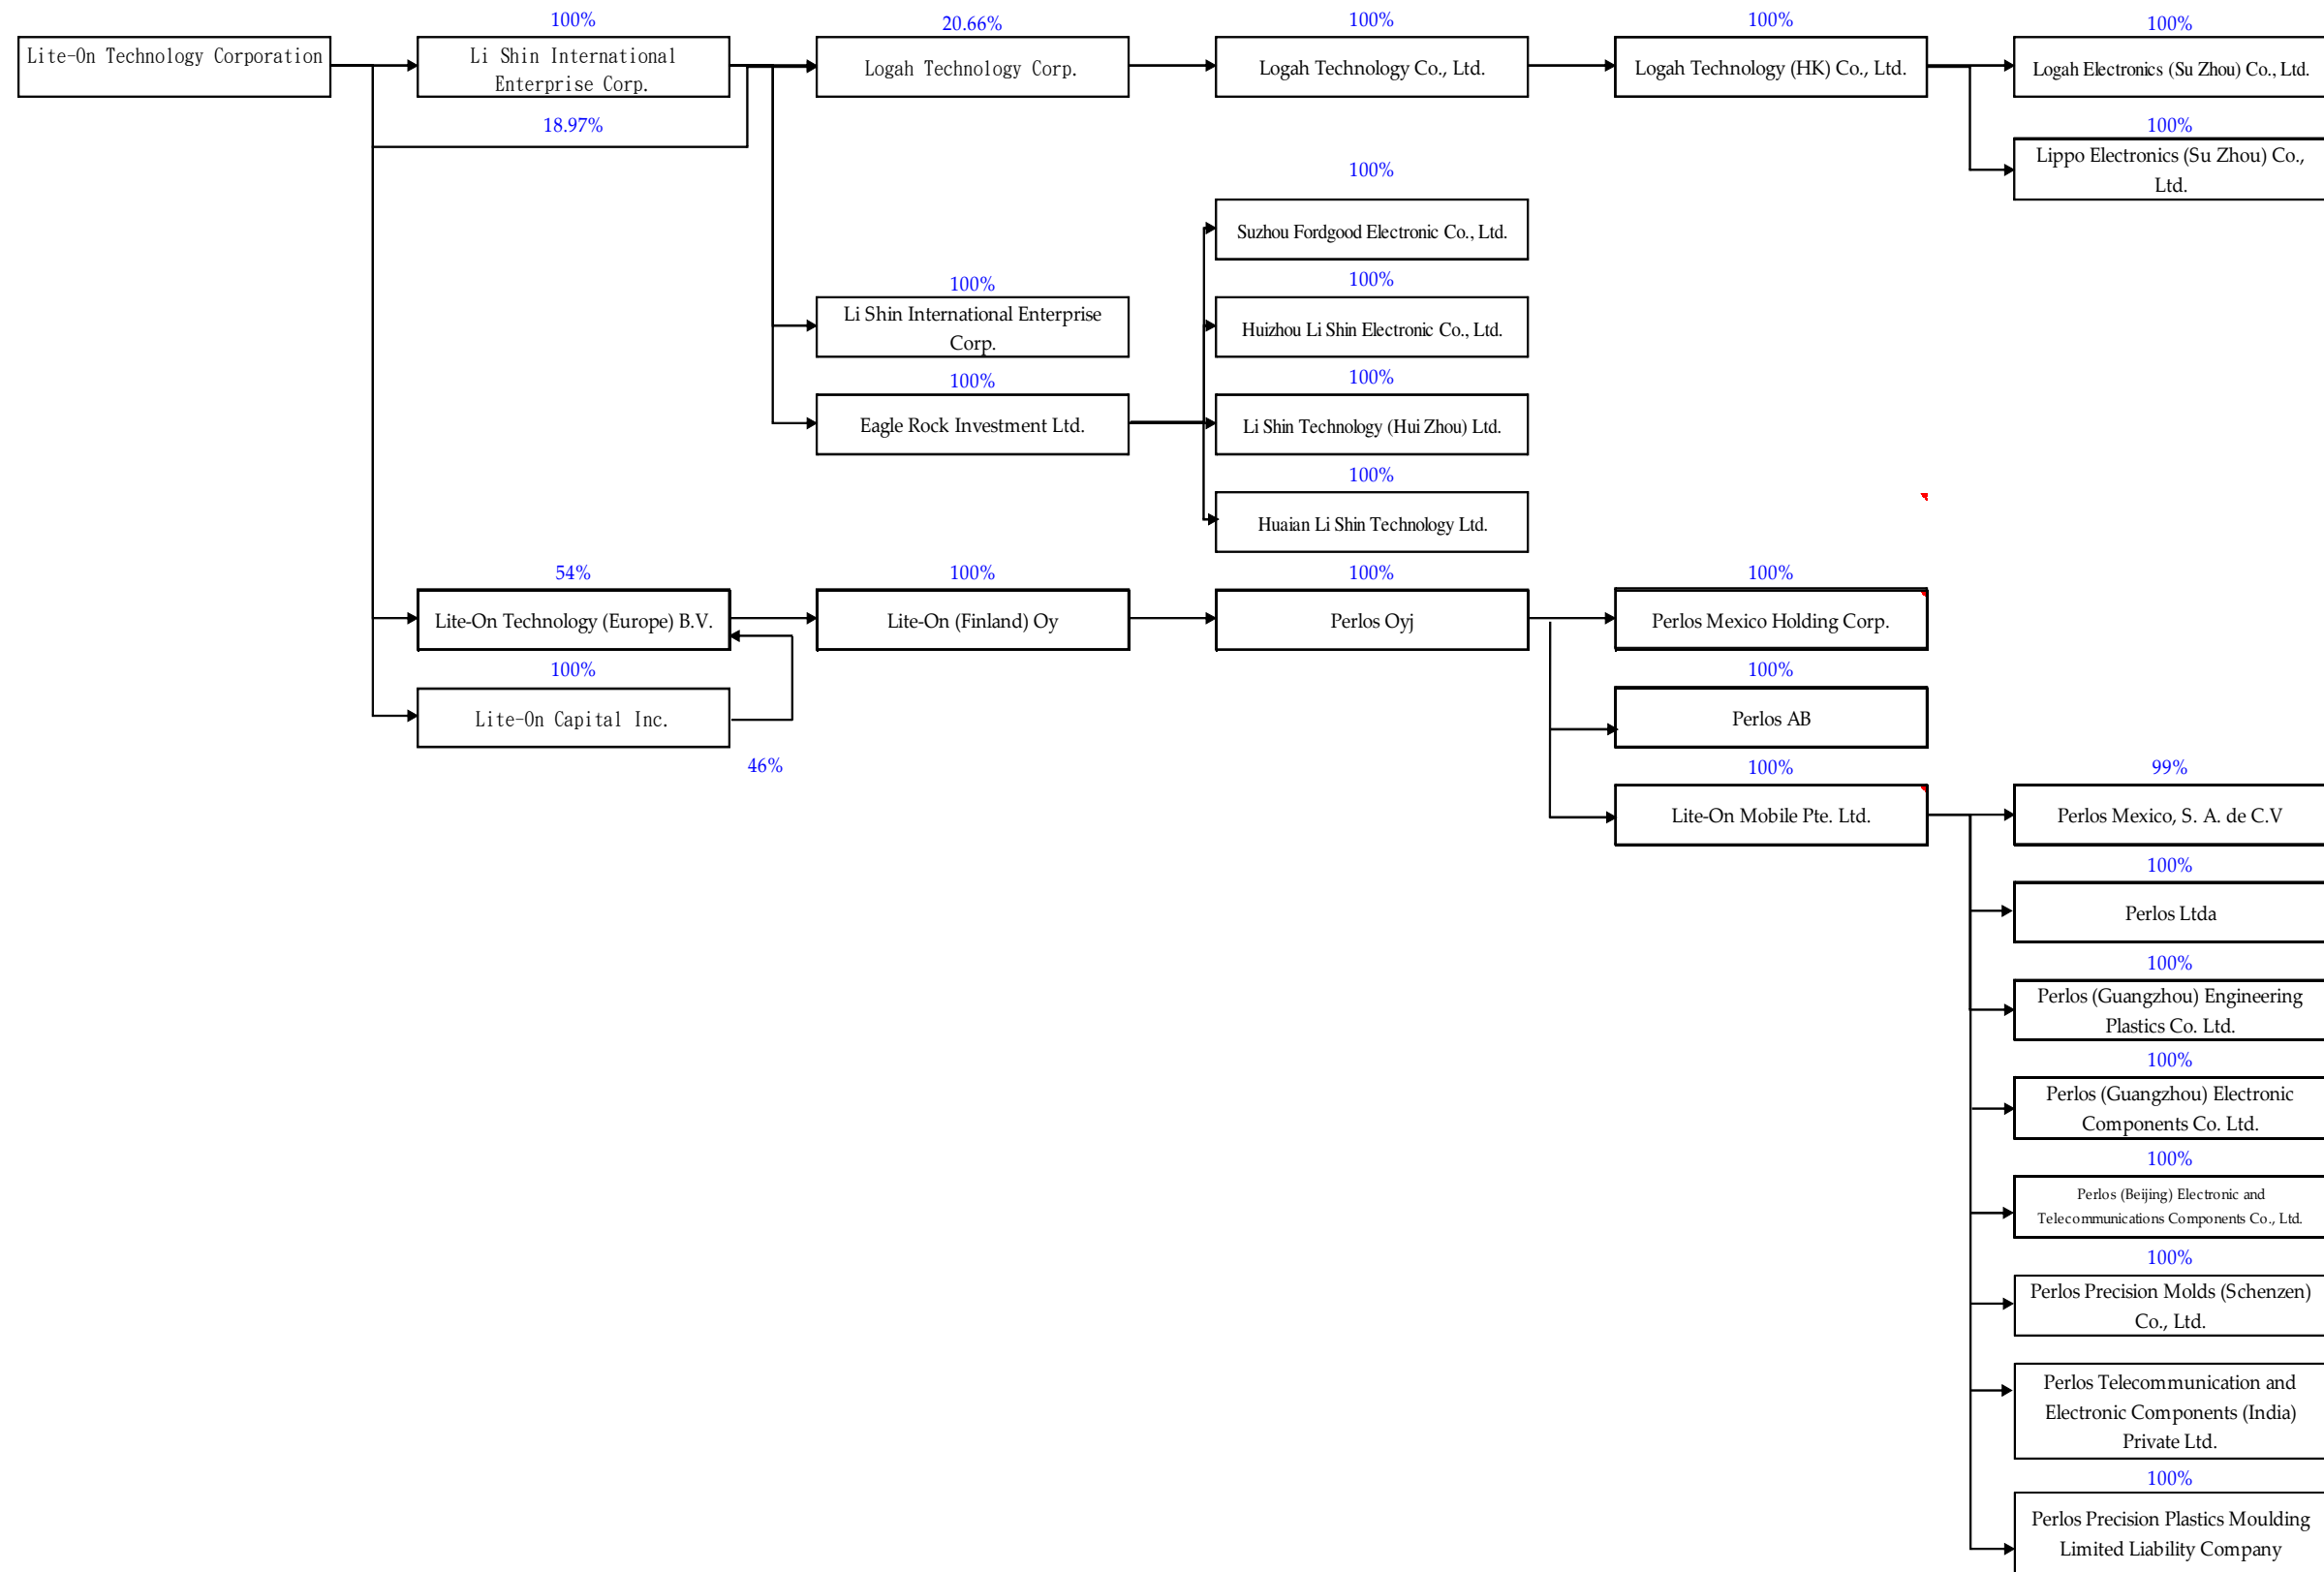 100%
20.66%
100%
100%
100%
Lite-On Technology Corporation
Li Shin International
Enterprise Corp.
Logah Technology Corp.
Logah Technology Co., Ltd.
Logah Technology (HK) Co., Ltd.
Logah Electronics (Su Zhou) Co., Ltd.
18.97%
100%
Lippo Electronics (Su Zhou) Co.,
Ltd.
100%
Suzhou Fordgood Electronic Co., Ltd.
100%
100%
Li Shin International Enterprise
Corp.
Huizhou Li Shin Electronic Co., Ltd.
100%
100%
Eagle Rock Investment Ltd.
Li Shin Technology (Hui Zhou) Ltd.
100%
Huaian Li Shin Technology Ltd.
54%
100%
100%
100%
Lite-On Technology (Europe) B.V.
Lite-On (Finland) Oy
Perlos Oyj
Perlos Mexico Holding Corp.
100%
100%
Lite-On Capital Inc.
Perlos AB
46%
100%
99%
Lite-On Mobile Pte. Ltd.
Perlos Mexico, S. A. de C.V
100%
Perlos Ltda
100%
Perlos (Guangzhou) Engineering
Plastics Co. Ltd.
100%
Perlos (Guangzhou) Electronic
Components Co. Ltd.
100%
Perlos (Beijing) Electronic and
Telecommunications Components Co., Ltd.
100%
Perlos Precision Molds (Schenzen)
Co., Ltd.
Perlos Telecommunication and
Electronic Components (India)
Private Ltd.
100%
Perlos Precision Plastics Moulding
Limited Liability Company